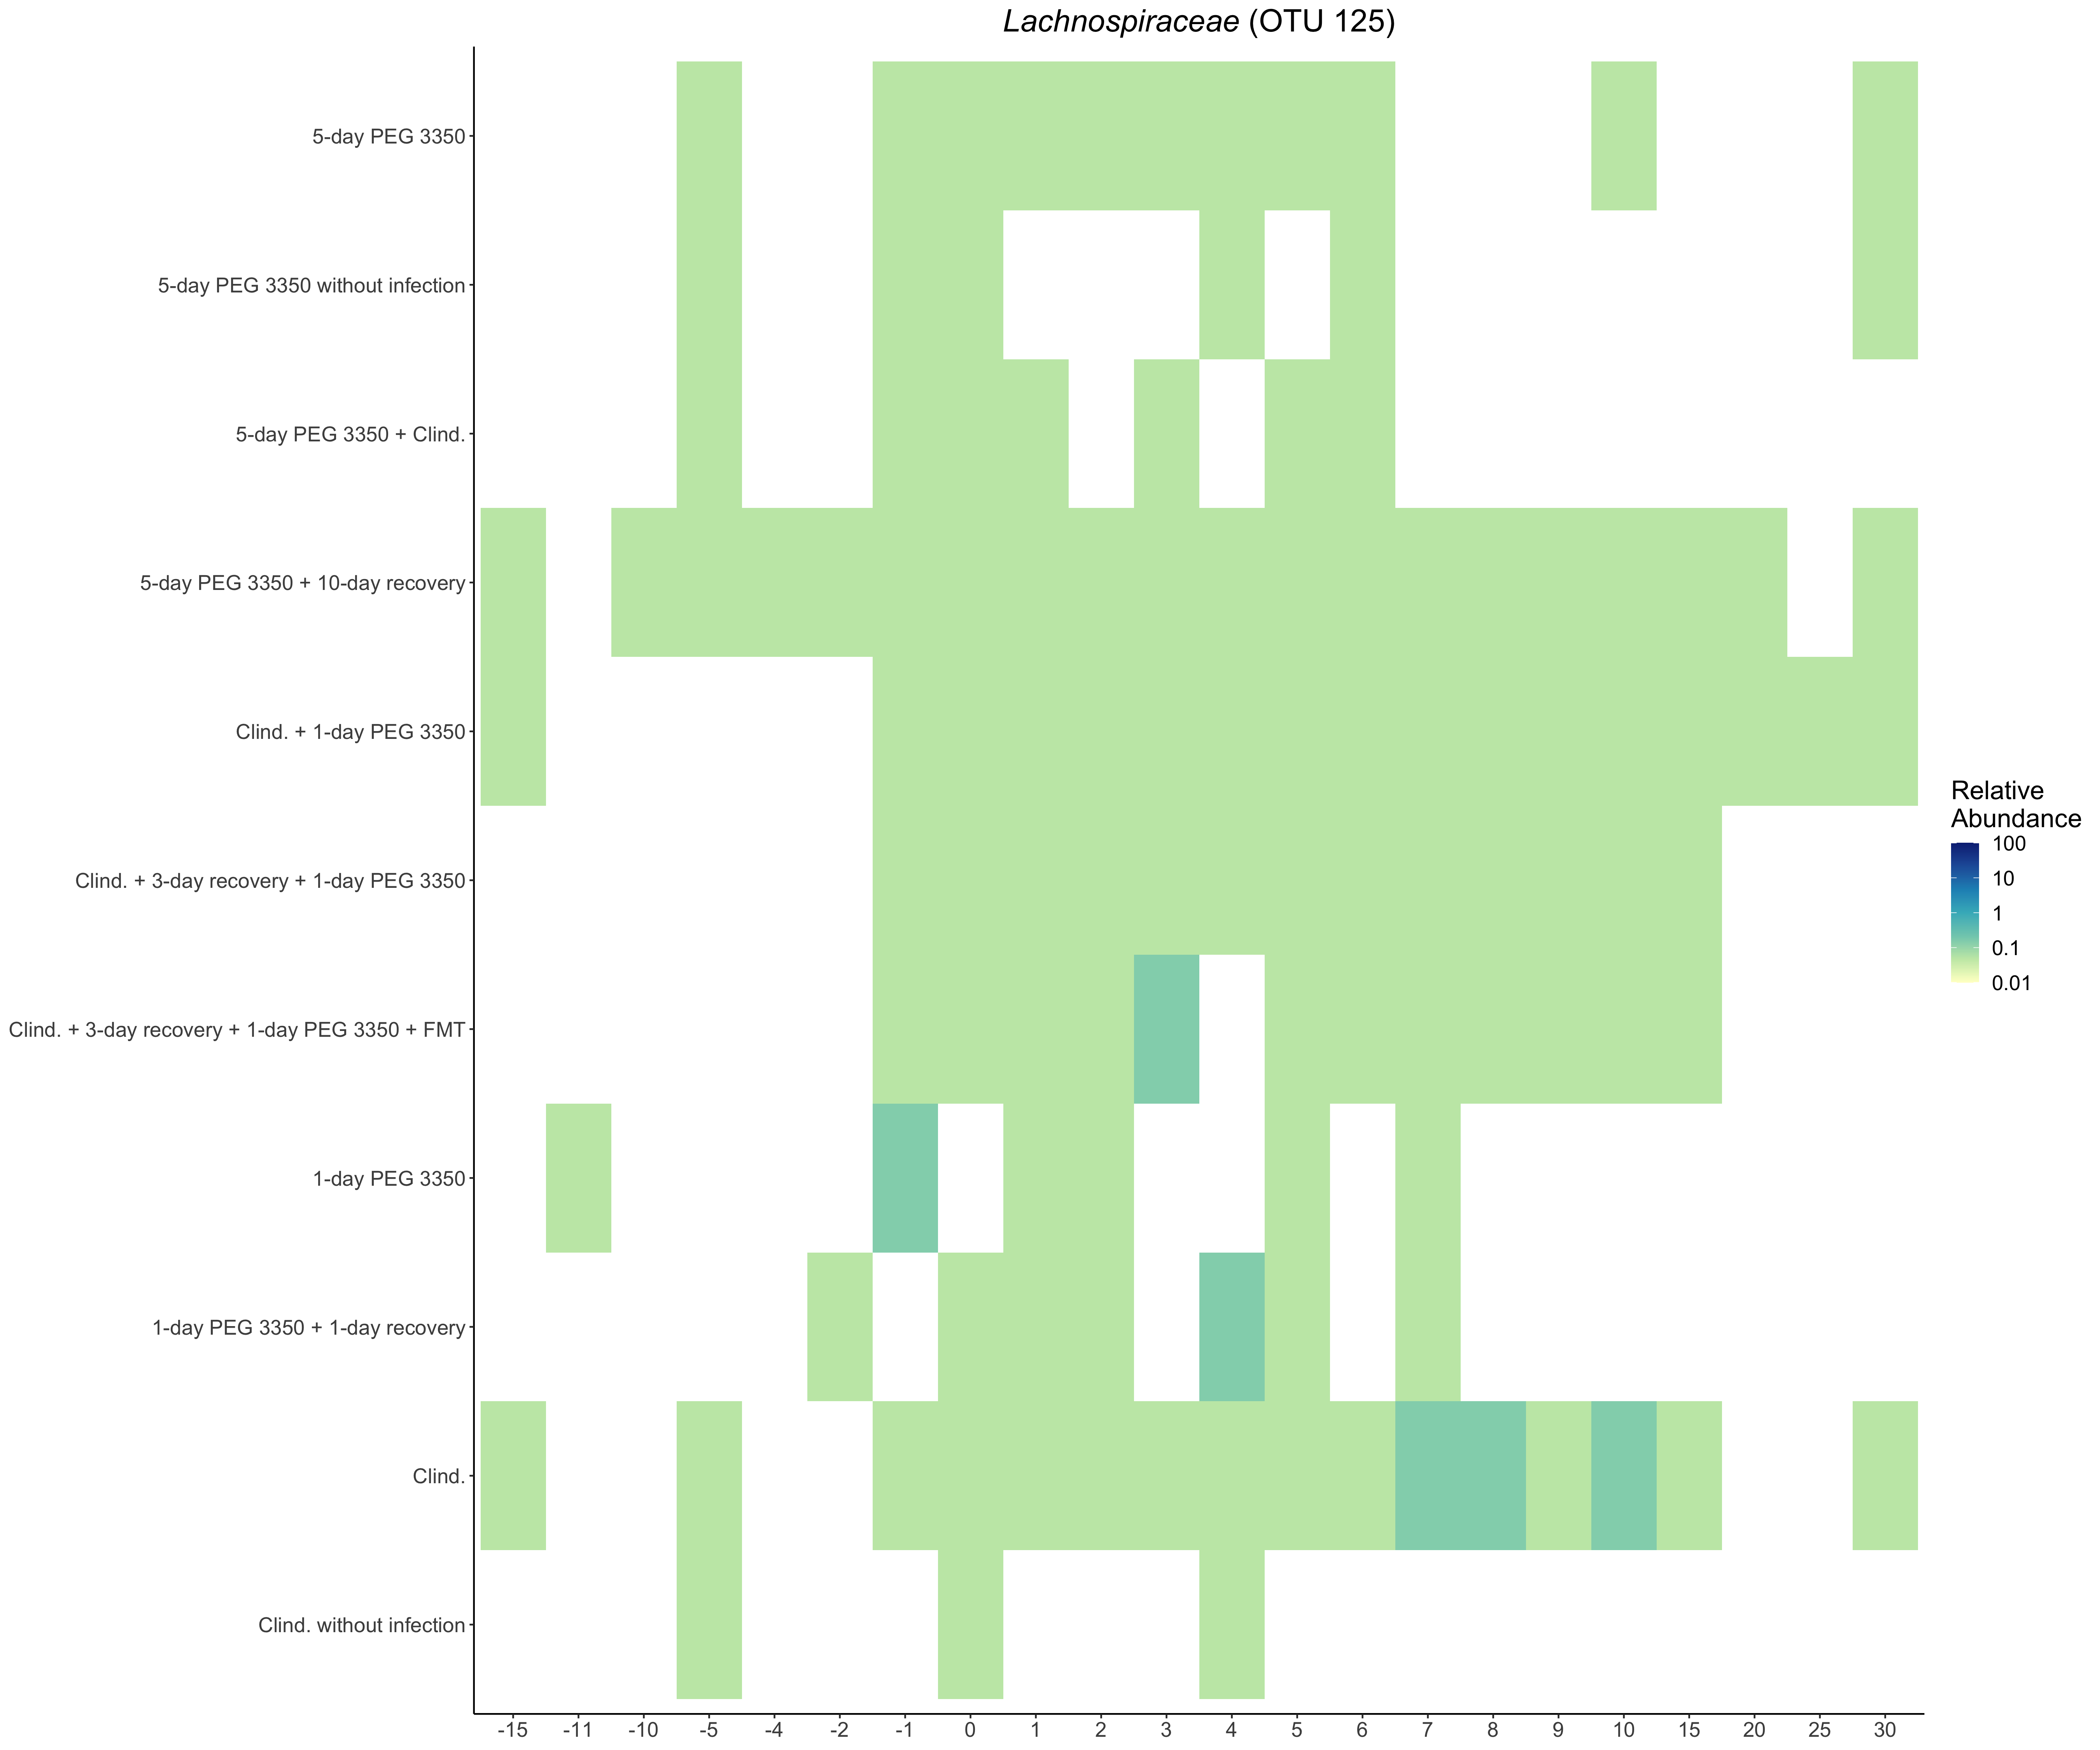 Lachnospiraceae (OTU 125)
5-day PEG 3350
5-day PEG 3350 without infection
5-day PEG 3350 + Clind.
5-day PEG 3350 + 10-day recovery
Clind. + 1-day PEG 3350
Clind. + 3-day recovery + 1-day PEG 3350
Clind. + 3-day recovery + 1-day PEG 3350 + FMT
1-day PEG 3350
1-day PEG 3350 + 1-day recovery
Clind.
Clind. without infection
-15 -11 -10 -5 -4 -2 -1 0 1 2 3 4 5 6 7 8 9 10 15 20 25 30
Relative
Abundance
100
10
1
0.1
0.01